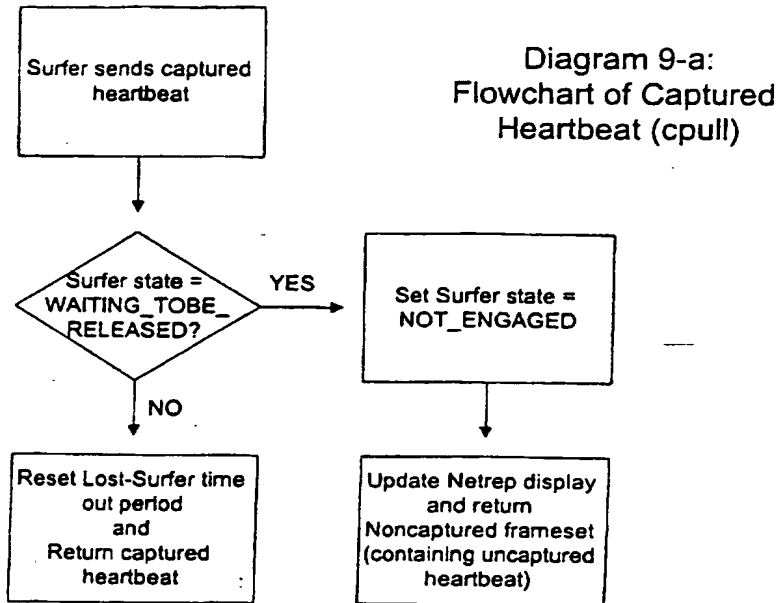 Surfer sends captured
heartbeat
Diagram 9-a:
Flowchart of Captured
Heartbeat (cpull)
Surfer state =
WAITING_TOBE_
RELEASED?
YES
Set Surfer state =
NOT_ENGAGED
NO
Reset Lost-Surfer time
out period
and
Return captured
heartbeat
Update Netrep display
and return
Noncaptured frameset
(containing uncaptured
heartbeat)